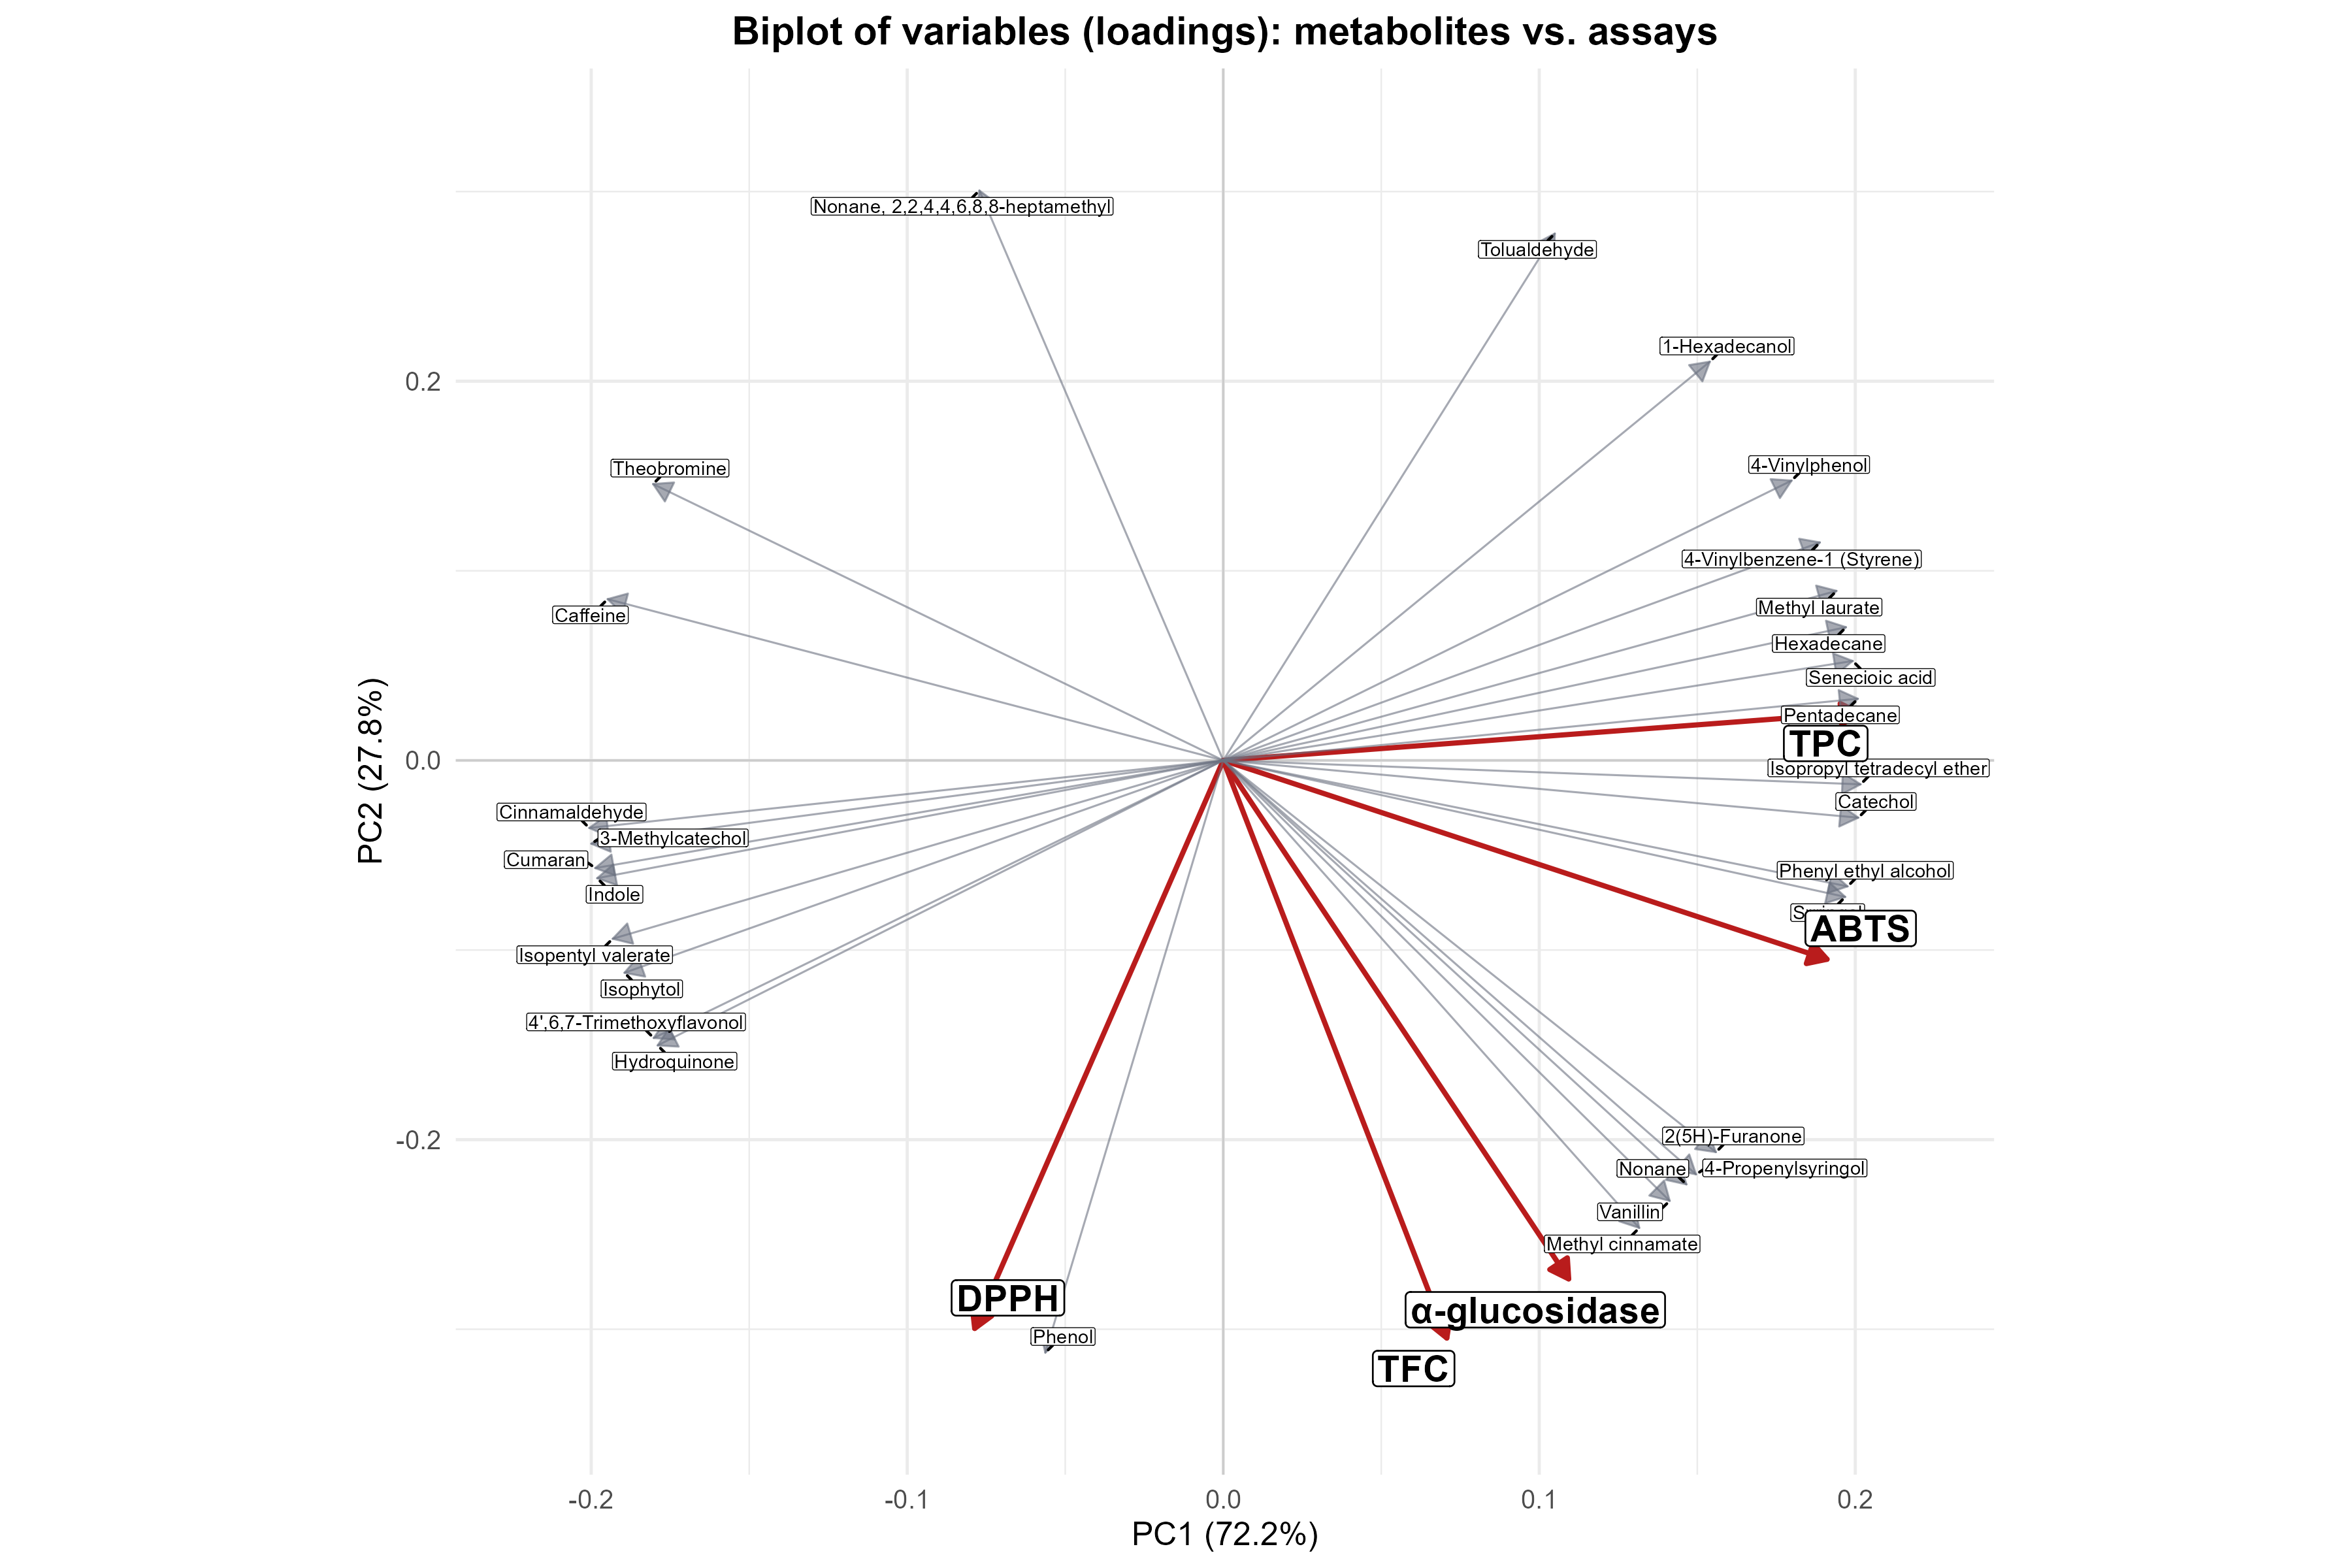 Biplot of variables (loadings): metabolites vs. assays
Nonane, 2,2,4,4,6,8,8-heptamethyl
Tolualdehyde
1-Hexadecanol
0.2
Theobromine
4-Vinylphenol
4-Vinylbenzene-1 (Styrene)
Caffeine
Methyl laurate
Hexadecane
Senecioic acid
Pentadecane
TPC
0.0
Isopropyl tetradecyl ether
Catechol
Cinnamaldehyde
3-Methylcatechol
Cumaran
Indole
Phenyl ethyl alcohol
ABTS
Isopentyl valerate
Isophytol
4',6,7-Trimethoxyflavonol
Hydroquinone
PC2 (27.8%)
-0.2
2(5H)-Furanone
Nonane
4-Propenylsyringol
Vanillin
Methyl cinnamate
DPPH
α-glucosidase
Phenol
TFC
-0.2
-0.1
0.0
0.1
0.2
PC1 (72.2%)